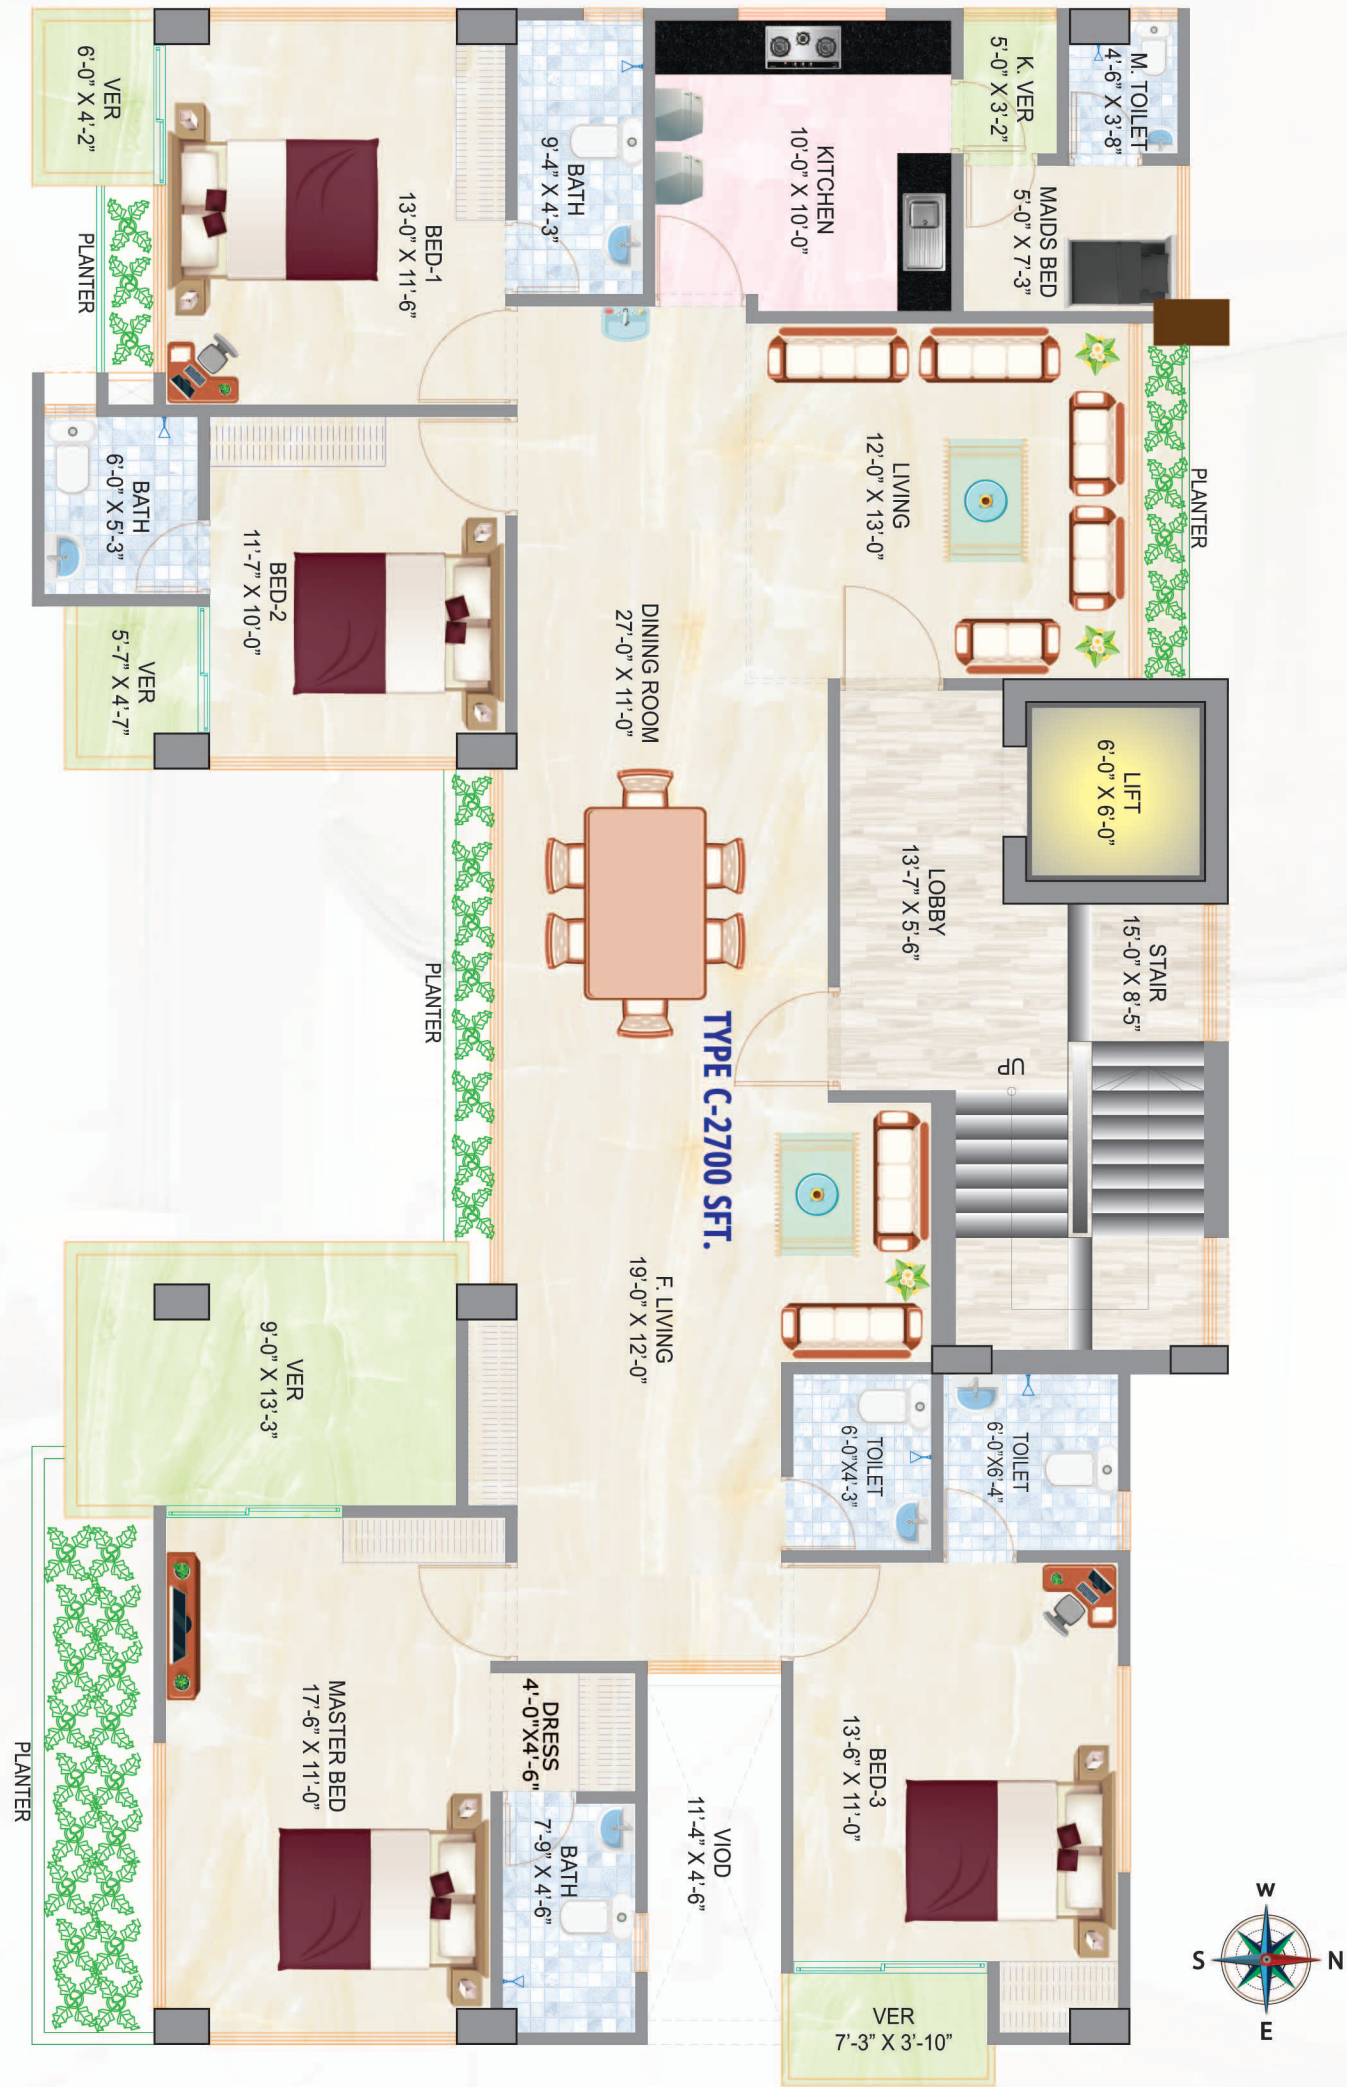 VER
6'-0" X 4'-2"
BED-1
13'-0" X 11'-6"
BATH
9'-4" X 4'-3"
KITCHEN
10'-0" X 10'-0"
K. VER
5'-0" X 3'-2"
M. TOILET
4'-6" X 3'-8"
MAIDS BED
5'-0" X 7'-3"
PLANTER
BATH
6'-0" X 5'-3"
BED-2
11'-7" X 10'-0"
VER
5'-7" X 4'-7"
LIVING
12'-0" X 13'-0"
PLANTER
DINING ROOM
27'-0" X 11'-0"
LIFT
6'-0" X 6'-0"
LOBBY
13'-7" X 5'-6"
STAIR
15'-0" X 8'-5"
UP
PLANTER
TYPE C-2700 SFT.
F. LIVING
19'-0" X 12'-0"
VER
9'-0" X 13'-3"
TOILET
6'-0"X4'-3"
TOILET
6'-0"X6'-4"
MASTER BED
17'-6" X 11'-0"
DRESS
4'-0"X4'-6"
BATH
7'-9" X 4'-6"
VIOD
11'-4" X 4'-6"
BED-3
13'-6" X 11'-0"
PLANTER
VER
7'-3" X 3'-10"
W
S
N
E